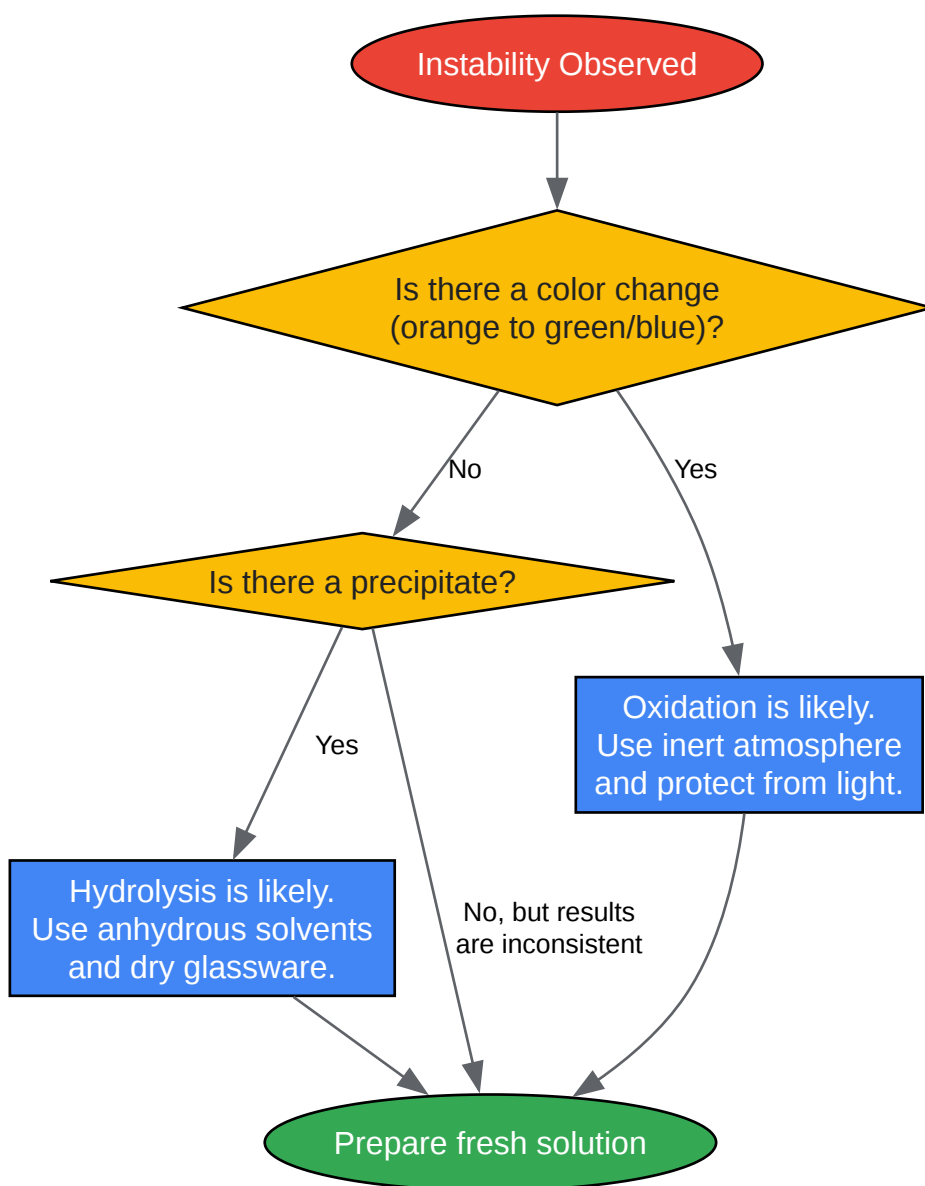 Instability Observed
Is there a color change
(orange to green/blue)?
No
Yes
Is there a precipitate?
Yes
Oxidation is likely.
Use inert atmosphere
and protect from light.
Hydrolysis is likely.
Use anhydrous solvents
and dry glassware.
No, but results
are inconsistent
Prepare fresh solution